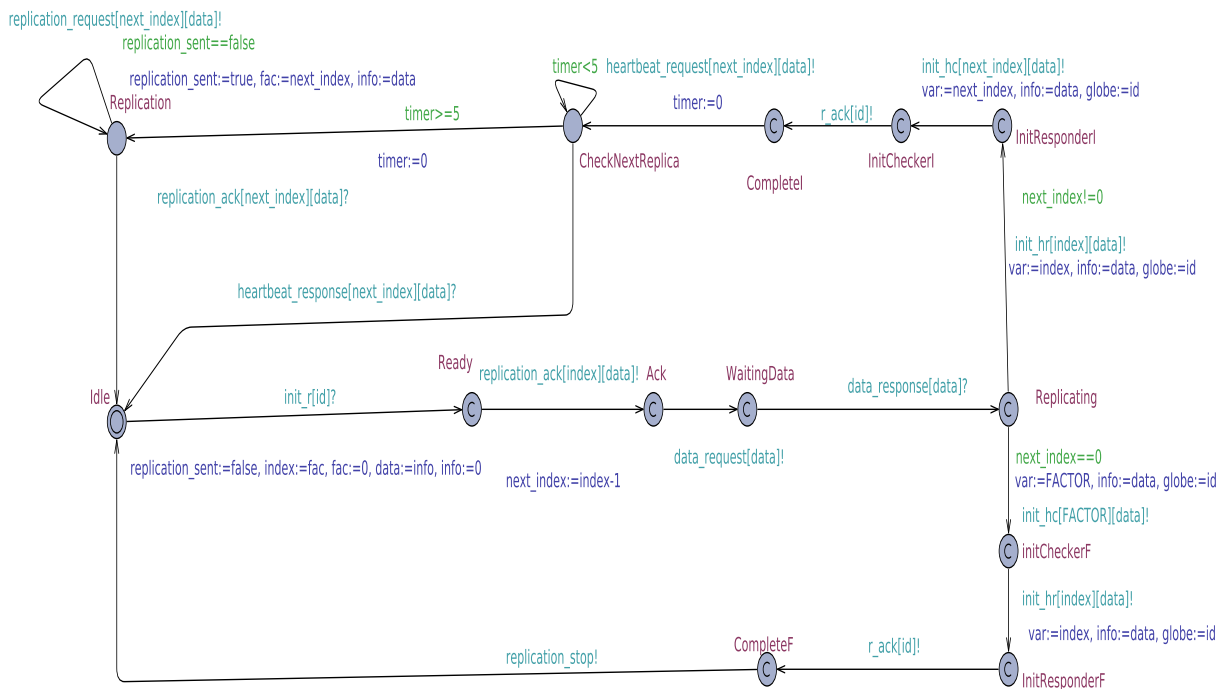 replication_request[next_index][data]!
replication_sent==false
replication_sent:=true, fac:=next_index, info:=data
Replication
timer<5
heartbeat_request[next_index][data]!
timer:=0
init_hc[next_index][data]!
var:=next_index, info:=data, globe:=id
timer>=5
r_ack[id]!
InitResponderI
timer:=0
CheckNextReplica
InitCheckerI
CompleteI
replication_ack[next_index][data]?
next_index!=0
init_hr[index][data]!
var:=index, info:=data, globe:=id
heartbeat_response[next_index][data]?
Ready
replication_ack[index][data]!
Ack
WaitingData
data_response[data]?
Idle
init_r[id]?
Replicating
data_request[data]!
next_index==0
replication_sent:=false, index:=fac, fac:=0, data:=info, info:=0
next_index:=index-1
var:=FACTOR, info:=data, globe:=id
init_hc[FACTOR][data]!
initCheckerF
init_hr[index][data]!
var:=index, info:=data, globe:=id
CompleteF
r_ack[id]!
replication_stop!
InitResponderF
C
C
C
C
C
C
C
C
C
C